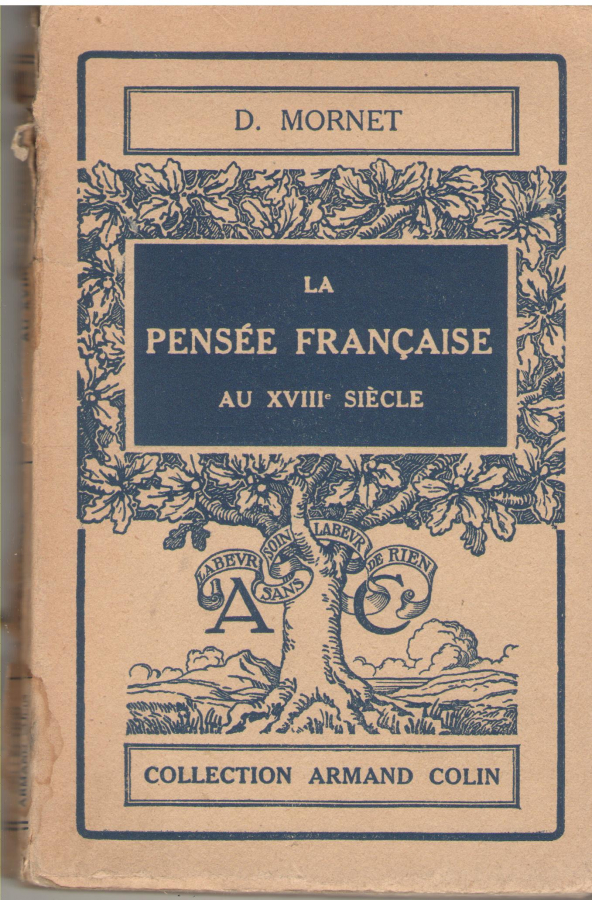 D. MORNET
LA
PENSÉE FRANÇAISE
AU XVIIIe SIÈCLE
LABEVR SANS SOIN LABEVR DE RIEN
A C
COLLECTION ARMAND COLIN